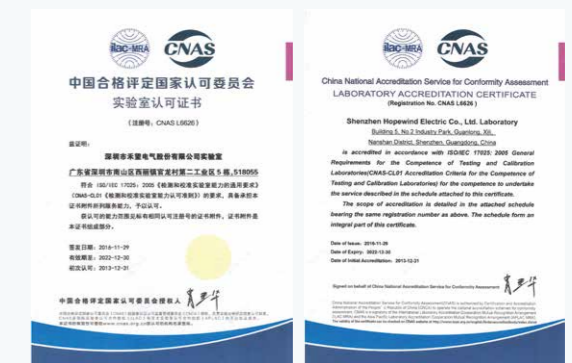 ilac-MRA
CNAS
中国合格评定国家认可委员会
实验室认可证书
(注册号:CNAS L6626)
兹证明:
深圳市禾望电气股份有限公司实验室
广东省深圳市南山区西丽镇官龙村第二工业区5栋,518055
符合 ISO/IEC 17025:2005《检测和校准实验室能力的通用要求》
(CNAS-CL01《检测和校准实验室能力认可准则》)的要求,具备承担本
证书附件所列服务能力,予以认可。
获认可的能力范围见标有相同认可注册号的证书附件,证书附件是
本证书组成部分。
签发日期:2016-11-29
有效期至:2022-12-30
初次认可:2013-12-31
中国合格评定国家认可委员会授权人
ilac-MRA
CNAS
China National Accreditation Service for Conformity Assessment
LABORATORY ACCREDITATION CERTIFICATE
(Registration No. CNAS L6626)
Shenzhen Hopewind Electric Co., Ltd. Laboratory
Building 5, No.2 Industry Park, Guanlong, Xili,
Nanshan District, Shenzhen, Guangdong, China
is accredited in accordance with ISO/IEC 17025: 2005 General
Requirements for the Competence of Testing and Calibration
Laboratories(CNAS-CL01 Accreditation Criteria for the Competence of
Testing and Calibration Laboratories) for the competence to undertake
the service described in the schedule attached to this certificate.
The scope of accreditation is detailed in the attached schedule
bearing the same registration number as above. The schedule form an
integral part of this certificate.
Date of Issue: 2016-11-29
Date of Expiry: 2022-12-30
Date of Initial Accreditation: 2013-12-31
Signed on behalf of China National Accreditation Service for Conformity Assessment